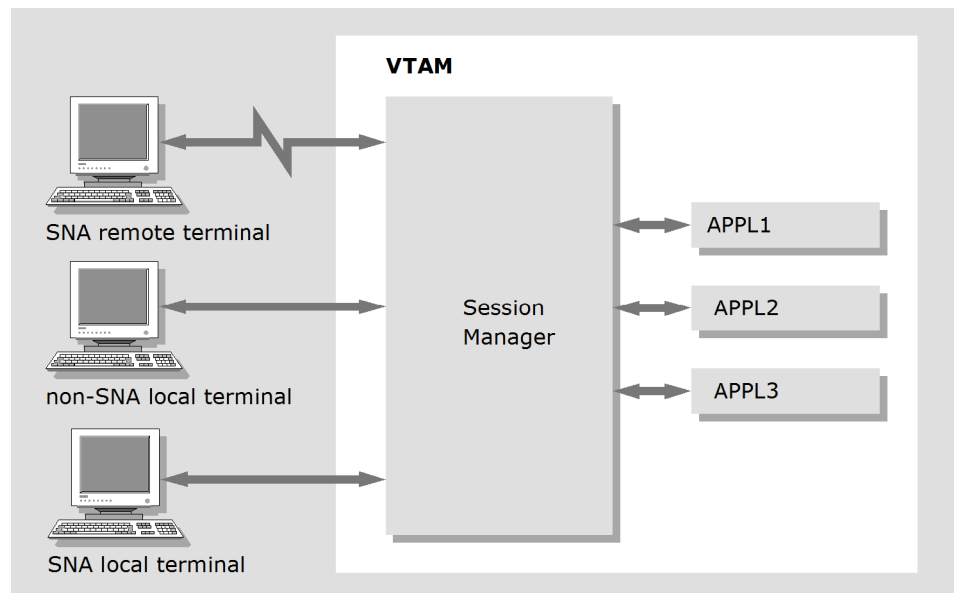 VTAM
SNA remote terminal
non-SNA local terminal
SNA local terminal
Session
Manager
APPL1
APPL2
APPL3